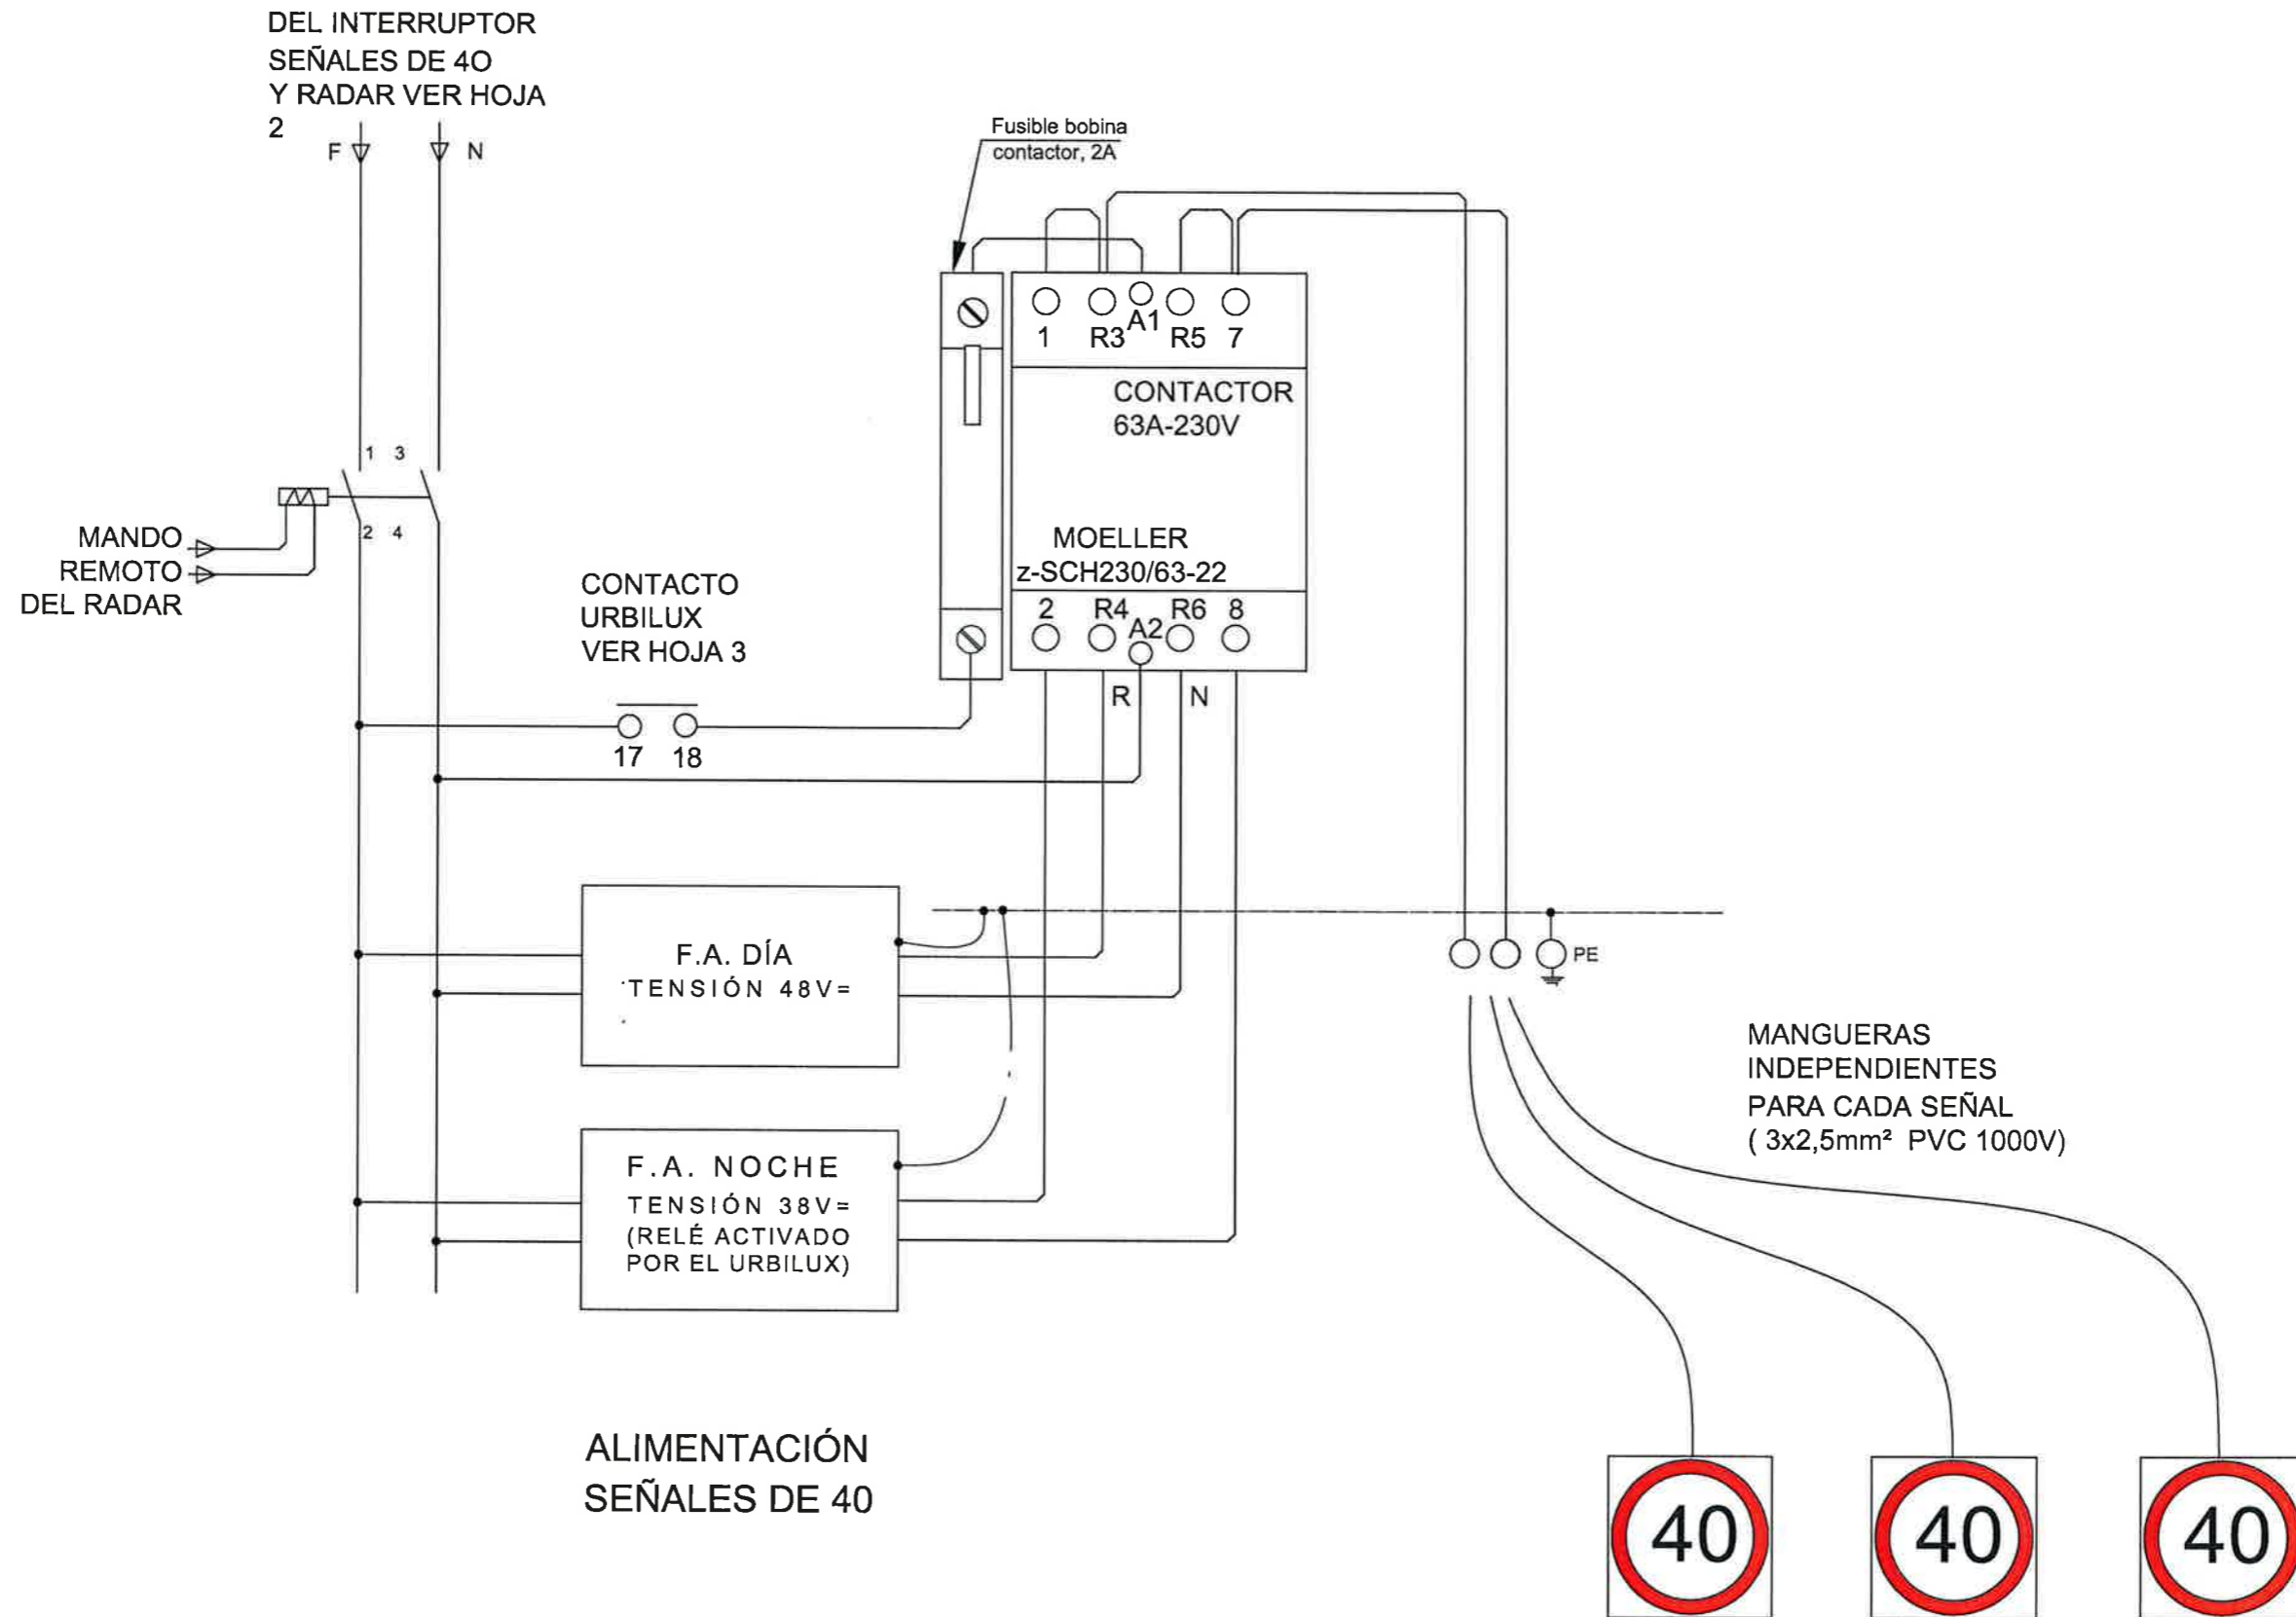 DEL INTERRUPTOR
SEÑALES DE 4O
Y RADAR VER HOJA
2
F
N
Fusible bobina
contactor, 2A
1 R3 A1 R5 7
CONTACTOR
63A-230V
MOELLER
z-SCH230/63-22
2 R4 A2 R6 8
R N
1 3
2 4
MANDO
REMOTO
DEL RADAR
CONTACTO
URBILUX
VER HOJA 3
17 18
F.A. DÍA
TENSIÓN 48V=
F.A. NOCHE
TENSIÓN 38V=
(RELÉ ACTIVADO
POR EL URBILUX)
PE
MANGUERAS
INDEPENDIENTES
PARA CADA SEÑAL
( 3x2,5mm² PVC 1000V)
ALIMENTACIÓN
SEÑALES DE 40
40 40 40